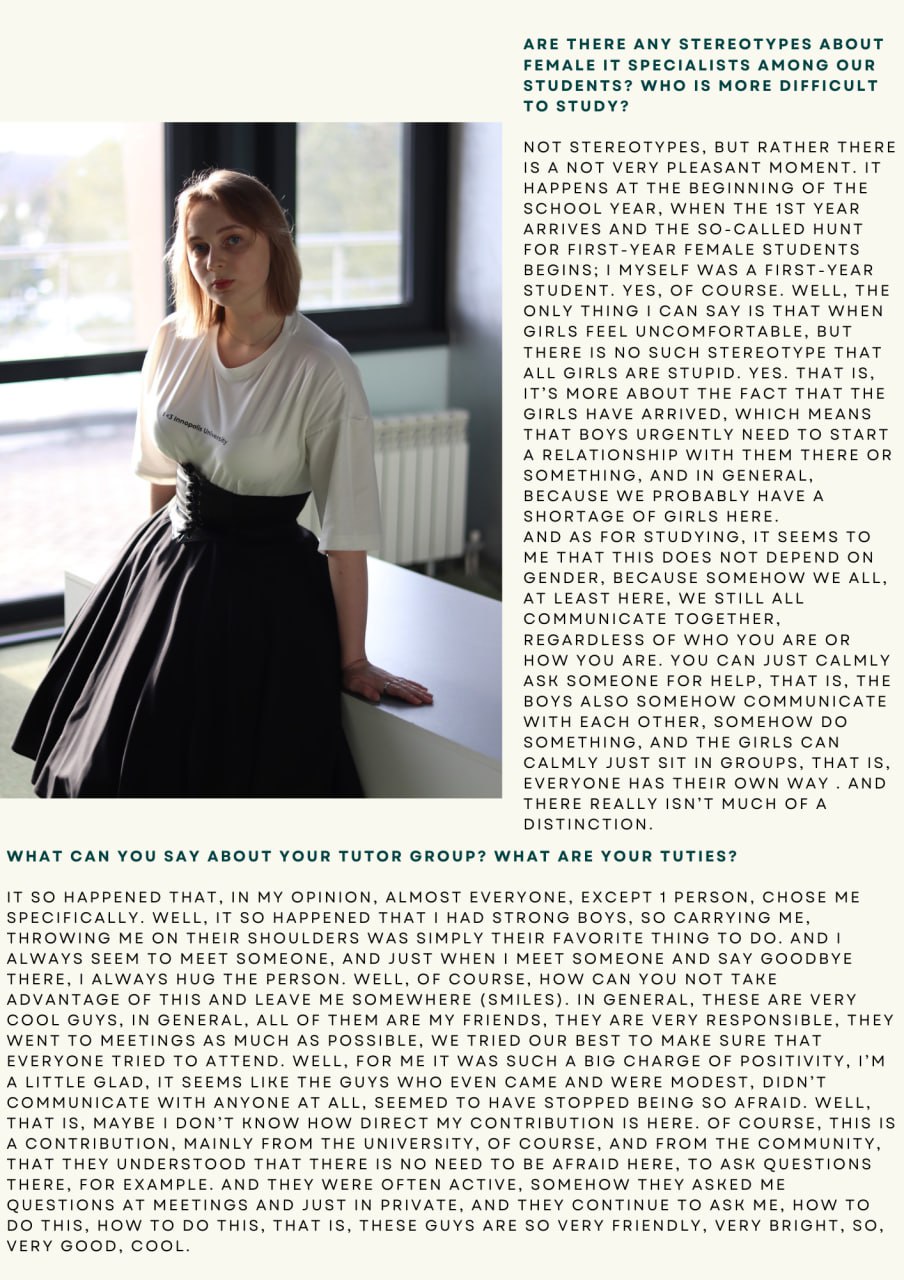 ARE THERE ANY STEREOTYPES ABOUT
FEMALE IT SPECIALISTS AMONG OUR
STUDENTS? WHO IS MORE DIFFICULT
TO STUDY?
NOT STEREOTYPES, BUT RATHER THERE
IS A NOT VERY PLEASANT MOMENT. IT
HAPPENS AT THE BEGINNING OF THE
SCHOOL YEAR, WHEN THE 1ST YEAR
ARRIVES AND THE SO-CALLED HUNT
FOR FIRST-YEAR FEMALE STUDENTS
BEGINS; I MYSELF WAS A FIRST-YEAR
STUDENT. YES, OF COURSE. WELL, THE
ONLY THING I CAN SAY IS THAT WHEN
GIRLS FEEL UNCOMFORTABLE, BUT
THERE IS NO SUCH STEREOTYPE THAT
ALL GIRLS ARE STUPID. YES. THAT IS,
IT'S MORE ABOUT THE FACT THAT THE
GIRLS HAVE ARRIVED, WHICH MEANS
THAT BOYS URGENTLY NEED TO START
A RELATIONSHIP WITH THEM THERE OR
SOMETHING, AND IN GENERAL,
BECAUSE WE PROBABLY HAVE A
SHORTAGE OF GIRLS HERE.
AND AS FOR STUDYING, IT SEEMS TO
ME THAT THIS DOES NOT DEPEND ON
GENDER, BECAUSE SOMEHOW WE ALL,
AT LEAST HERE, WE STILL ALL
COMMUNICATE TOGETHER,
REGARDLESS OF WHO YOU ARE OR
HOW YOU ARE. YOU CAN JUST CALMLY
ASK SOMEONE FOR HELP, THAT IS, THE
BOYS ALSO SOMEHOW COMMUNICATE
WITH EACH OTHER, SOMEHOW DO
SOMETHING, AND THE GIRLS CAN
CALMLY JUST SIT IN GROUPS, THAT IS,
EVERYONE HAS THEIR OWN WAY . AND
THERE REALLY ISN'T MUCH OF A
DISTINCTION.
I <3 Innopolis University
WHAT CAN YOU SAY ABOUT YOUR TUTOR GROUP? WHAT ARE YOUR TUTIES?
IT SO HAPPENED THAT, IN MY OPINION, ALMOST EVERYONE, EXCEPT 1 PERSON, CHOSE ME
SPECIFICALLY. WELL, IT SO HAPPENED THAT I HAD STRONG BOYS, SO CARRYING ME,
THROWING ME ON THEIR SHOULDERS WAS SIMPLY THEIR FAVORITE THING TO DO. AND I
ALWAYS SEEM TO MEET SOMEONE, AND JUST WHEN I MEET SOMEONE AND SAY GOODBYE
THERE, I ALWAYS HUG THE PERSON. WELL, OF COURSE, HOW CAN YOU NOT TAKE
ADVANTAGE OF THIS AND LEAVE ME SOMEWHERE (SMILES). IN GENERAL, THESE ARE VERY
COOL GUYS, IN GENERAL, ALL OF THEM ARE MY FRIENDS, THEY ARE VERY RESPONSIBLE, THEY
WENT TO MEETINGS AS MUCH AS POSSIBLE, WE TRIED OUR BEST TO MAKE SURE THAT
EVERYONE TRIED TO ATTEND. WELL, FOR ME IT WAS SUCH A BIG CHARGE OF POSITIVITY, I'M
A LITTLE GLAD, IT SEEMS LIKE THE GUYS WHO EVEN CAME AND WERE MODEST, DIDN'T
COMMUNICATE WITH ANYONE AT ALL, SEEMED TO HAVE STOPPED BEING SO AFRAID. WELL,
THAT IS, MAYBE I DON'T KNOW HOW DIRECT MY CONTRIBUTION IS HERE. OF COURSE, THIS IS
A CONTRIBUTION, MAINLY FROM THE UNIVERSITY, OF COURSE, AND FROM THE COMMUNITY,
THAT THEY UNDERSTOOD THAT THERE IS NO NEED TO BE AFRAID HERE, TO ASK QUESTIONS
THERE, FOR EXAMPLE. AND THEY WERE OFTEN ACTIVE, SOMEHOW THEY ASKED ME
QUESTIONS AT MEETINGS AND JUST IN PRIVATE, AND THEY CONTINUE TO ASK ME, HOW TO
DO THIS, HOW TO DO THIS, THAT IS, THESE GUYS ARE SO VERY FRIENDLY, VERY BRIGHT, SO,
VERY GOOD, COOL.